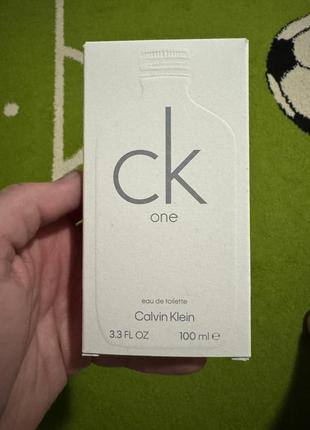 ck
one
eau de toilette
Calvin Klein
3.3 FL OZ 100 ml ℮